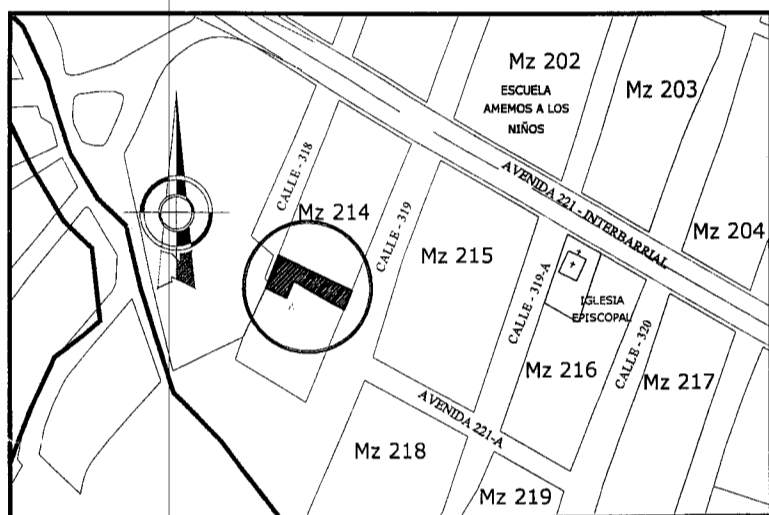 Mz 202
ESCUELA
AMEMOS A LOS
NIÑOS
Mz 203
AVENIDA 221 - INTERBARRIAL
CALLE - 318
Mz 214
CALLE - 319
Mz 204
Mz 215
CALLE - 319-A
IGLESIA
EPISCOPAL
CALLE - 320
Mz 216
Mz 217
AVENIDA 221-A
Mz 218
Mz 219